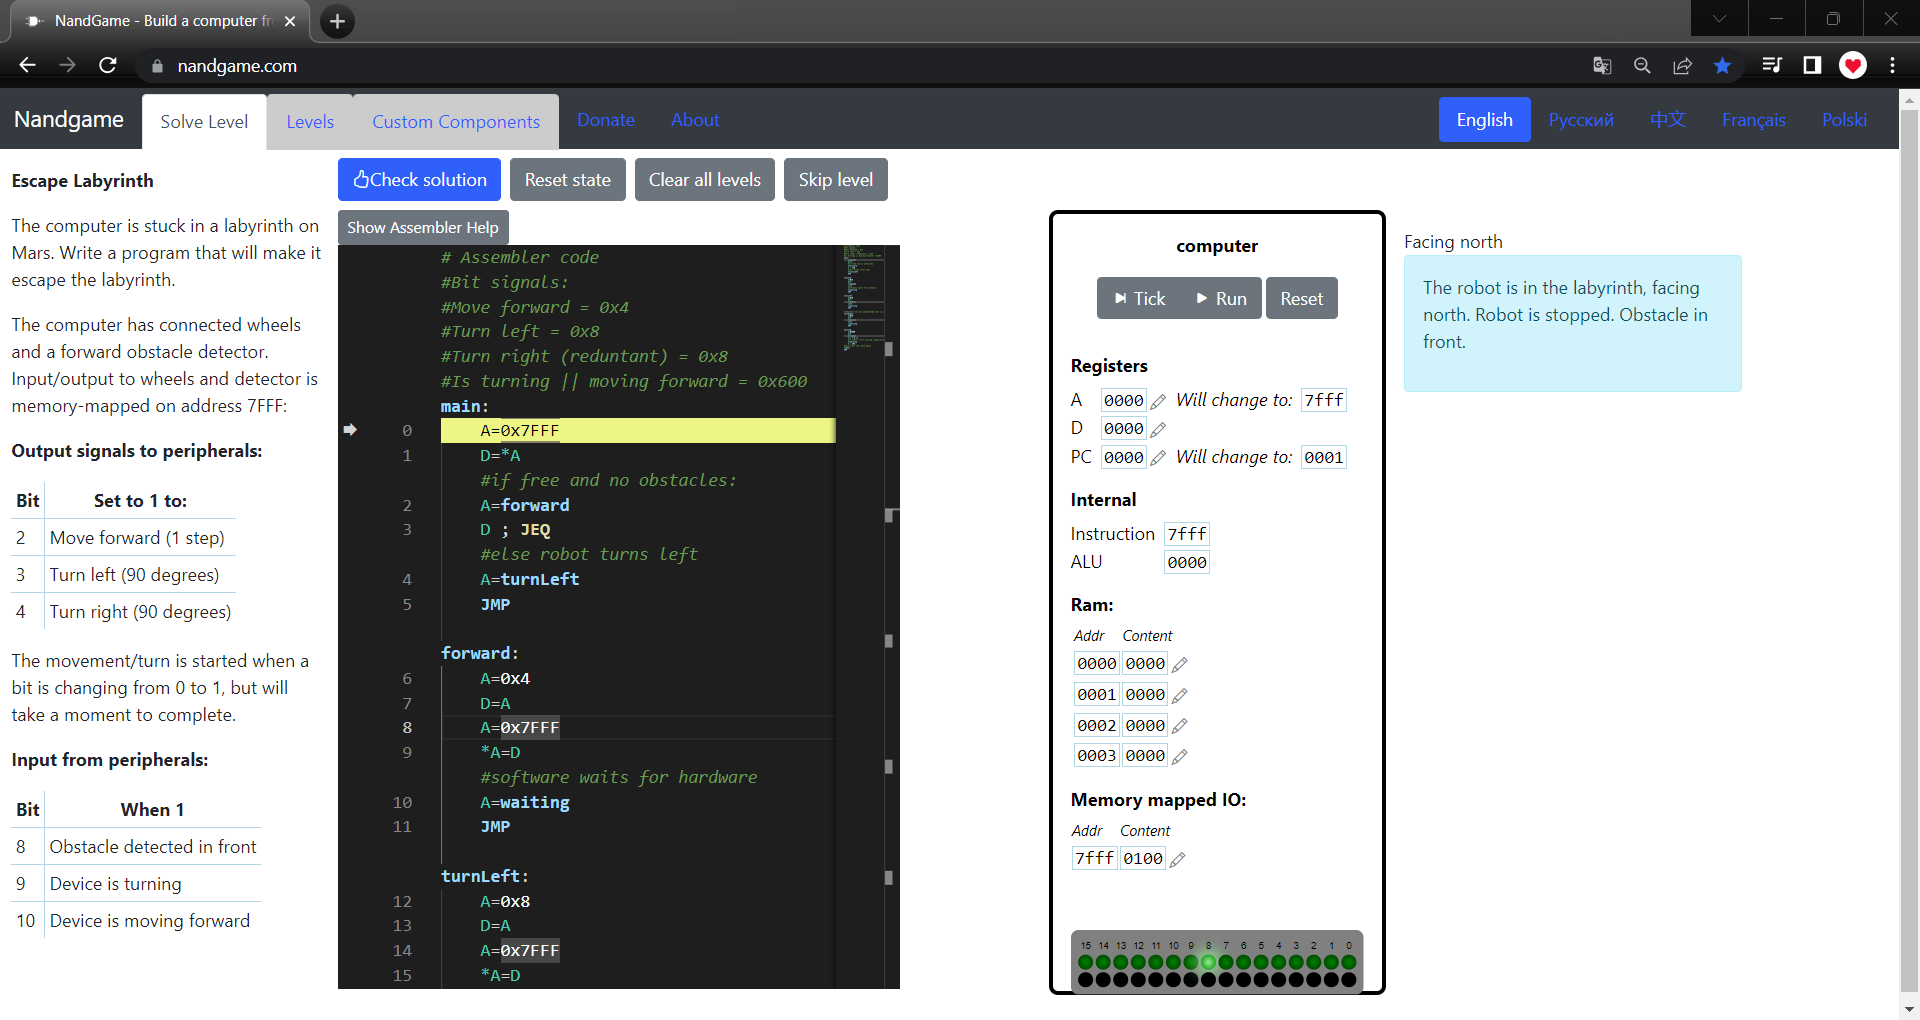 NandGame - Build a computer fr
nandgame.com
Nandgame
Solve Level
Levels
Custom Components
Donate
About
English
Русский
中文
Français
Polski
Escape Labyrinth
The computer is stuck in a labyrinth on
Mars. Write a program that will make it
escape the labyrinth.
The computer has connected wheels
and a forward obstacle detector.
Input/output to wheels and detector is
memory-mapped on address 7FFF:
Output signals to peripherals:
Bit Set to 1 to:
2 Move forward (1 step)
3 Turn left (90 degrees)
4 Turn right (90 degrees)
The movement/turn is started when a
bit is changing from 0 to 1, but will
take a moment to complete.
Input from peripherals:
Bit When 1
8 Obstacle detected in front
9 Device is turning
10 Device is moving forward
Check solution
Reset state
Clear all levels
Skip level
Show Assembler Help
# Assembler code
#Bit signals:
#Move forward = 0x4
#Turn left = 0x8
#Turn right (reduntant) = 0x8
#Is turning || moving forward = 0x600
main:
0 A=0x7FFF
1 D=*A
#if free and no obstacles:
2 A=forward
3 D ; JEQ
#else robot turns left
4 A=turnLeft
5 JMP
forward:
6 A=0x4
7 D=A
8 A=0x7FFF
9 *A=D
#software waits for hardware
10 A=waiting
11 JMP
turnLeft:
12 A=0x8
13 D=A
14 A=0x7FFF
15 *A=D
computer
Tick
Run
Reset
Registers
A 0000 Will change to: 7fff
D 0000
PC 0000 Will change to: 0001
Internal
Instruction 7fff
ALU 0000
Ram:
Addr Content
0000 0000
0001 0000
0002 0000
0003 0000
Memory mapped IO:
Addr Content
7fff 0100
15 14 13 12 11 10 9 8 7 6 5 4 3 2 1 0
Facing north
The robot is in the labyrinth, facing
north. Robot is stopped. Obstacle in
front.